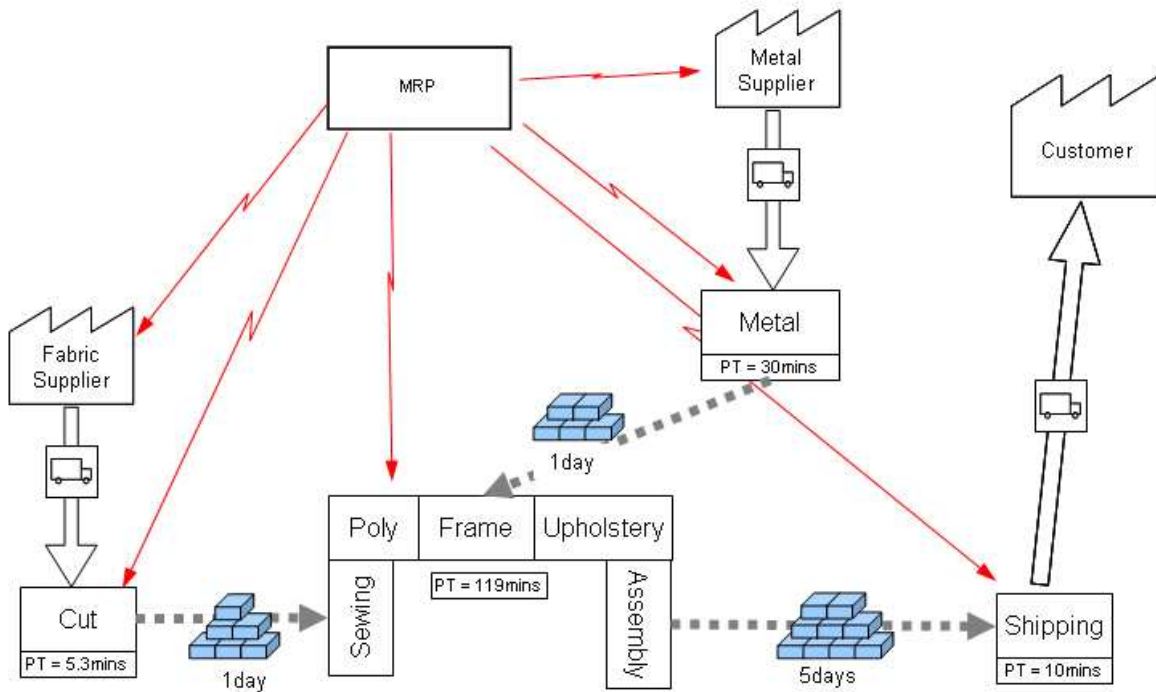 MRP
Metal
Supplier
Customer
Metal
PT = 30mins
Fabric
Supplier
1day
Poly
Frame
Upholstery
PT = 119mins
Sewing
Assembly
Cut
PT = 5.3mins
1day
5days
Shipping
PT = 10mins